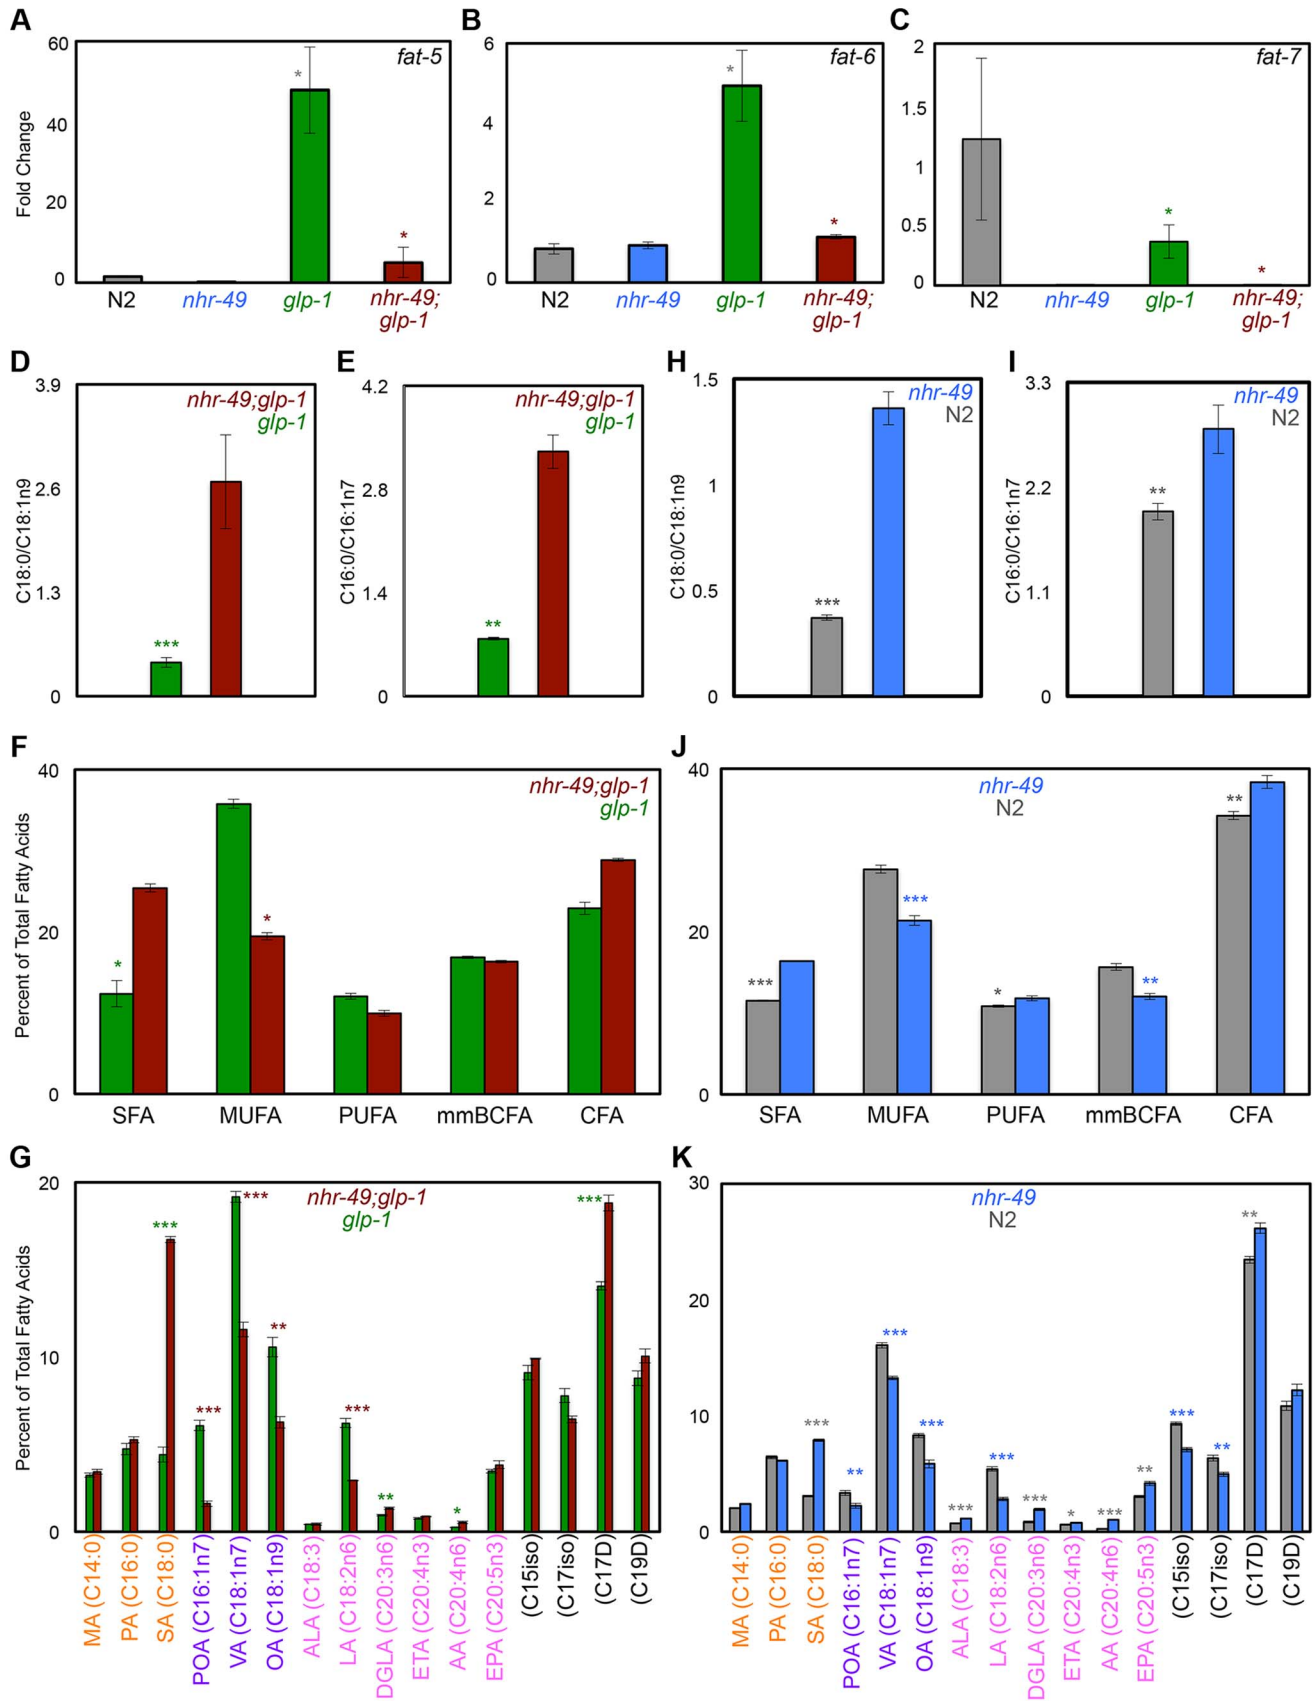 A
B
C
60
40
20
0
Fold Change
fat-5
*
*
N2
nhr-49
glp-1
nhr-49;
glp-1
6
4
2
0
fat-6
*
*
N2
nhr-49
glp-1
nhr-49;
glp-1
2
1.5
1
0.5
0
fat-7
*
*
N2
nhr-49
glp-1
nhr-49;
glp-1
D
E
H
I
3.9
2.6
1.3
0
C18:0/C18:1n9
nhr-49;glp-1
glp-1
***
4.2
2.8
1.4
0
C16:0/C16:1n7
nhr-49;glp-1
glp-1
**
1.5
1
0.5
0
C18:0/C18:1n9
nhr-49
N2
***
3.3
2.2
1.1
0
C16:0/C16:1n7
nhr-49
N2
**
F
40
20
0
Percent of Total Fatty Acids
nhr-49;glp-1
glp-1
*
*
SFA
MUFA
PUFA
mmBCFA
CFA
J
40
20
0
nhr-49
N2
***
***
*
**
**
SFA
MUFA
PUFA
mmBCFA
CFA
G
20
10
0
Percent of Total Fatty Acids
nhr-49;glp-1
glp-1
***
***
***
**
***
**
*
***
MA (C14:0)
PA (C16:0)
SA (C18:0)
POA (C16:1n7)
VA (C18:1n7)
OA (C18:1n9)
ALA (C18:3)
LA (C18:2n6)
DGLA (C20:3n6)
ETA (C20:4n3)
AA (C20:4n6)
EPA (C20:5n3)
(C15iso)
(C17iso)
(C17D)
(C19D)
K
30
20
10
0
nhr-49
N2
***
**
***
***
***
***
***
*
***
**
***
**
**
MA (C14:0)
PA (C16:0)
SA (C18:0)
POA (C16:1n7)
VA (C18:1n7)
OA (C18:1n9)
ALA (C18:3)
LA (C18:2n6)
DGLA (C20:3n6)
ETA (C20:4n3)
AA (C20:4n6)
EPA (C20:5n3)
(C15iso)
(C17iso)
(C17D)
(C19D)